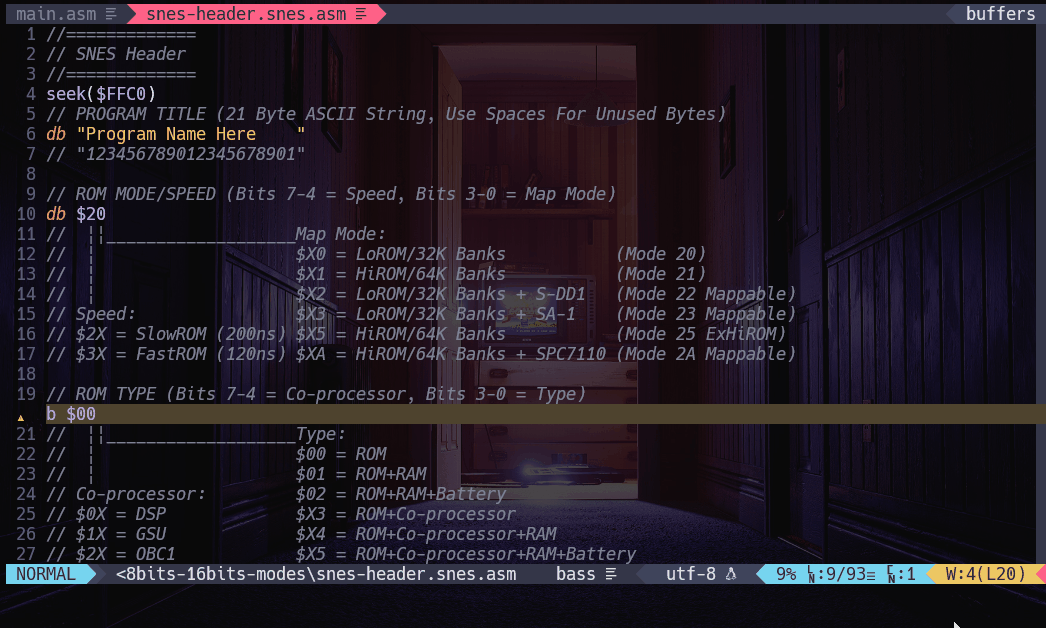 main.asm snes-header.snes.asm buffers
1 //=============
2 // SNES Header
3 //=============
4 seek($FFC0)
5 // PROGRAM TITLE (21 Byte ASCII String, Use Spaces For Unused Bytes)
6 db "Program Name Here    "
7 // "123456789012345678901"
8
9 // ROM MODE/SPEED (Bits 7-4 = Speed, Bits 3-0 = Map Mode)
10 db $20
11 //  ||___________________Map Mode:
12 //  |                    $X0 = LoROM/32K Banks           (Mode 20)
13 //  |                    $X1 = HiROM/64K Banks           (Mode 21)
14 //  |                    $X2 = LoROM/32K Banks + S-DD1   (Mode 22 Mappable)
15 // Speed:                $X3 = LoROM/32K Banks + SA-1    (Mode 23 Mappable)
16 // $2X = SlowROM (200ns) $X5 = HiROM/64K Banks           (Mode 25 ExHiROM)
17 // $3X = FastROM (120ns) $XA = HiROM/64K Banks + SPC7110 (Mode 2A Mappable)
18
19 // ROM TYPE (Bits 7-4 = Co-processor, Bits 3-0 = Type)
b $00
21 //  ||___________________Type:
22 //  |                    $00 = ROM
23 //  |                    $01 = ROM+RAM
24 // Co-processor:         $02 = ROM+RAM+Battery
25 // $0X = DSP             $X3 = ROM+Co-processor
26 // $1X = GSU             $X4 = ROM+Co-processor+RAM
27 // $2X = OBC1            $X5 = ROM+Co-processor+RAM+Battery
NORMAL <8bits-16bits-modes\snes-header.snes.asm bass utf-8 9% LN:9/93≡ CN:1 W:4(L20)